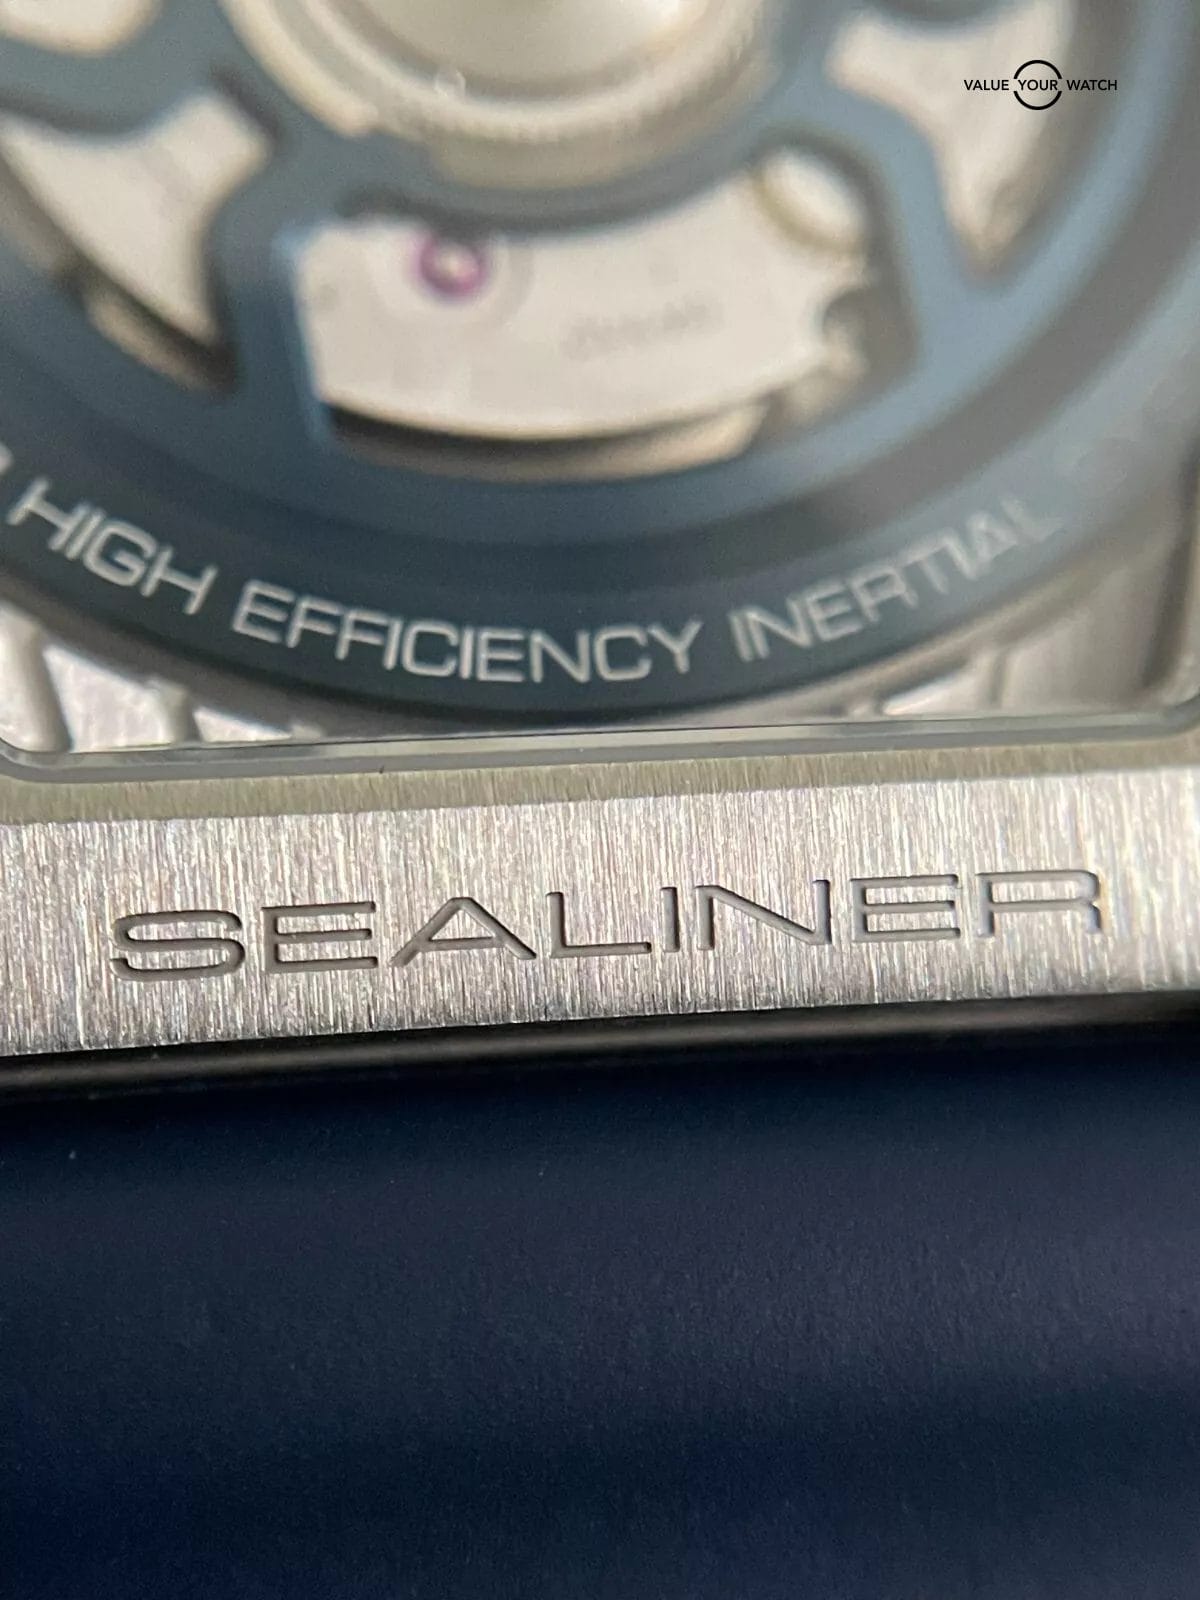 VALUE YOUR WATCH
HIGH EFFICIENCY INERTIAL
SEALINER